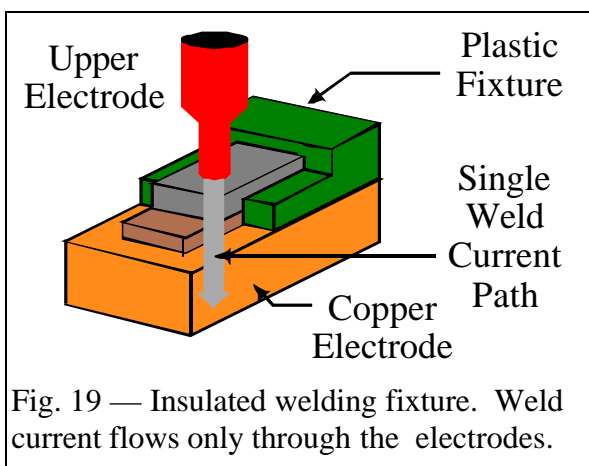 Upper
Electrode
Plastic
Fixture
Single
Weld
Current
Path
Copper
Electrode
Fig. 19 — Insulated welding fixture.  Weld
current flows only through the  electrodes.